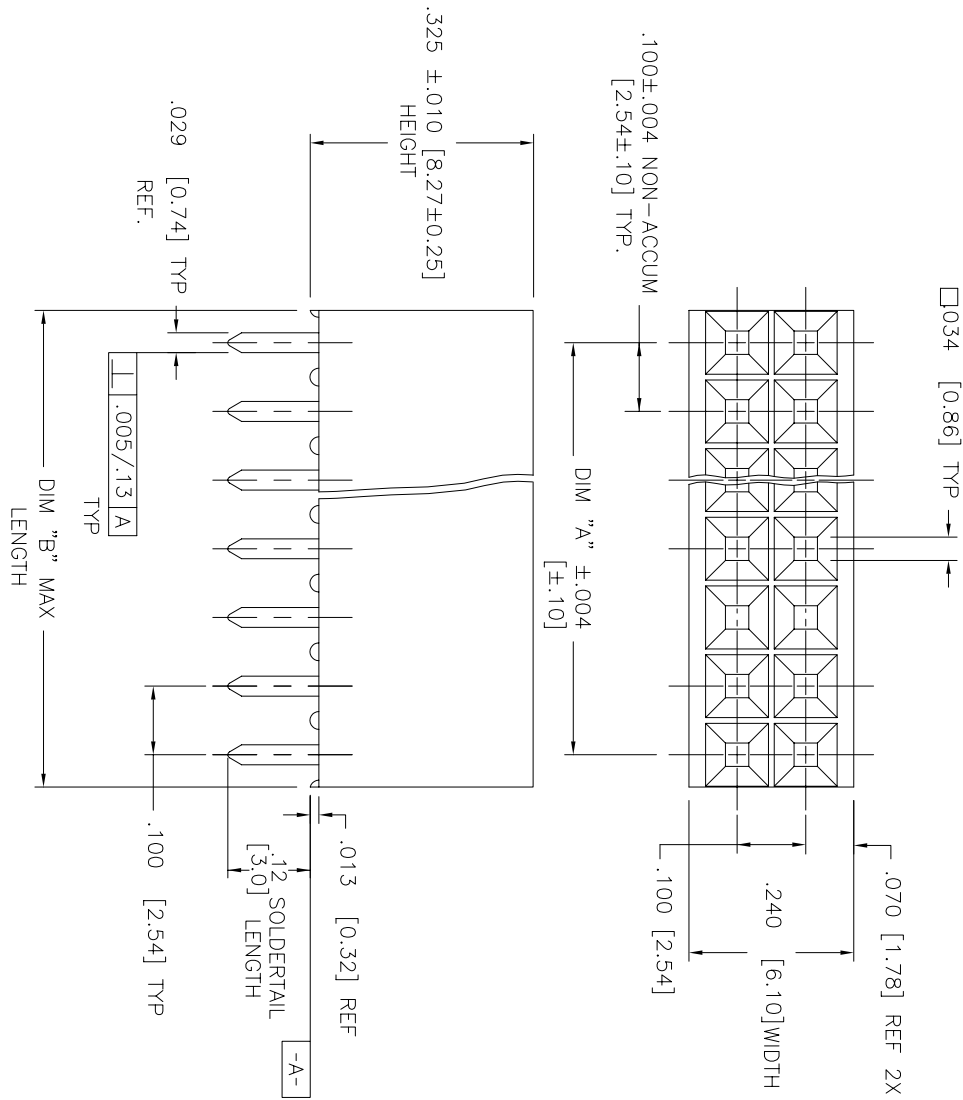 □.034 [0.86] TYP
.070 [1.78] REF 2X
.240 [6.10] WIDTH
.100 [2.54]
.100±.004 NON-ACCUM
[2.54±.10] TYP.
DIM "A" ±.004
[±.10]
.325 ±.010 [8.27±0.25]
HEIGHT
.013 [0.32] REF
.12 SOLDERTAIL
[3.0] LENGTH
-A-
.029 [0.74] TYP
REF.
⊥ .005/.13 A
TYP
.100 [2.54] TYP
DIM "B" MAX
LENGTH